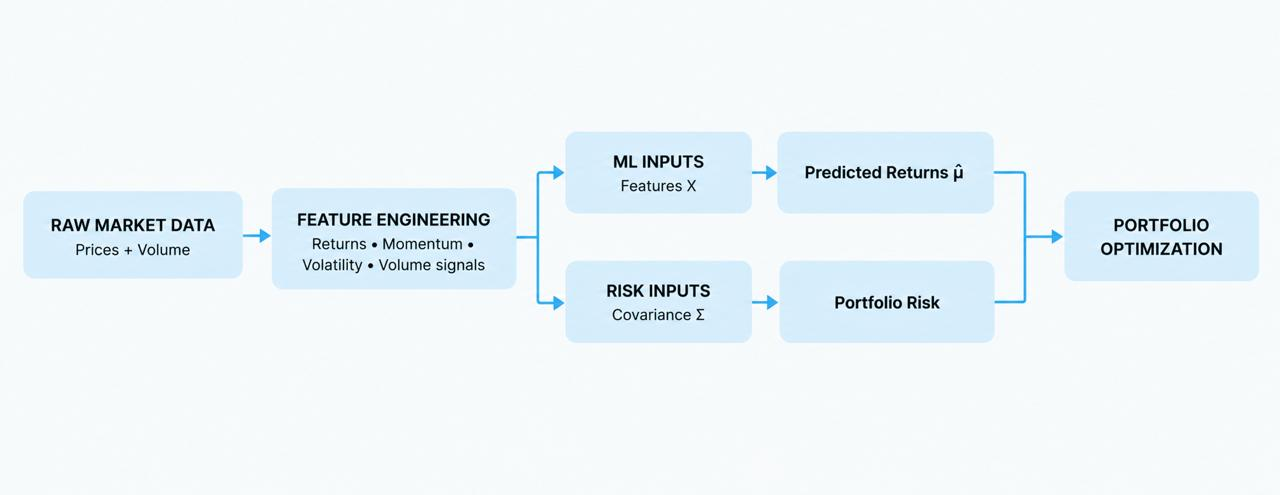 RAW MARKET DATA
Prices + Volume
FEATURE ENGINEERING
Returns • Momentum •
Volatility • Volume signals
ML INPUTS
Features X
Predicted Returns μ̂
RISK INPUTS
Covariance Σ
Portfolio Risk
PORTFOLIO
OPTIMIZATION